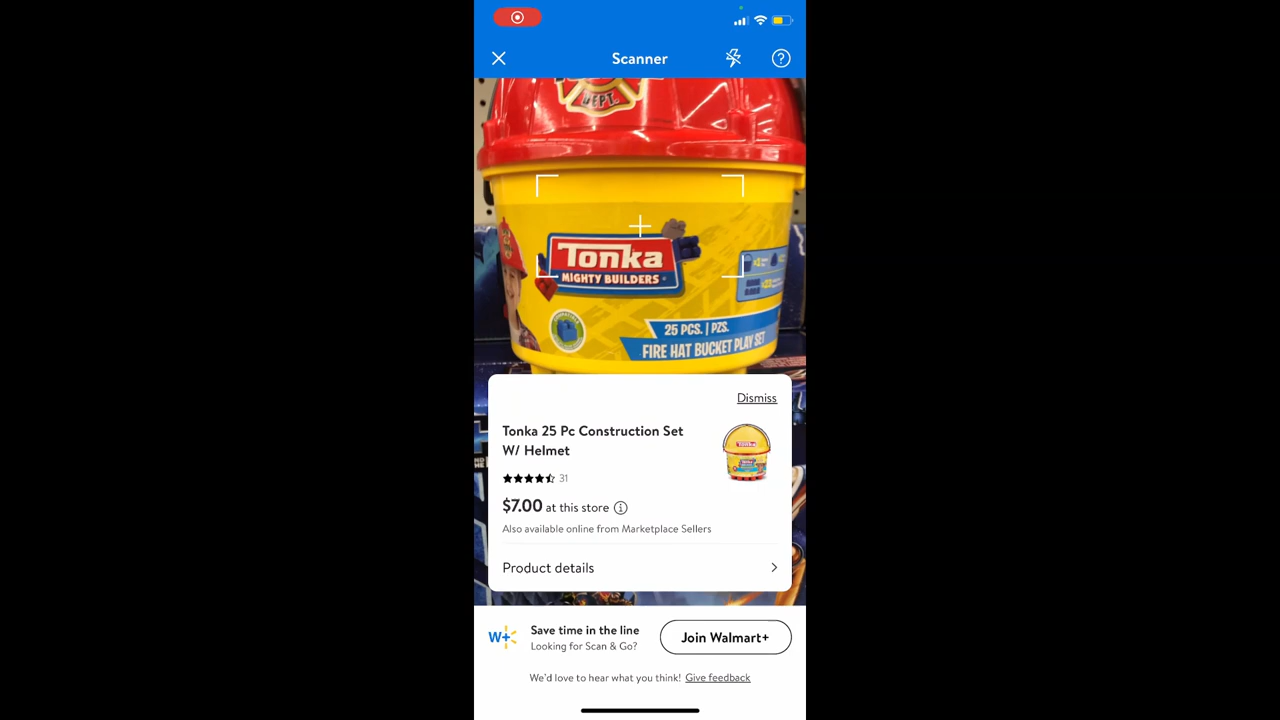 Scanner
DEPT.
Tonka
MIGHTY BUILDERS
25 PCS. | PZS.
FIRE HAT BUCKET PLAY SET
Dismiss
Tonka 25 Pc Construction Set
W/ Helmet
31
$7.00 at this store
Also available online from Marketplace Sellers
Product details
W+
Save time in the line
Looking for Scan & Go?
Join Walmart+
We'd love to hear what you think! Give feedback